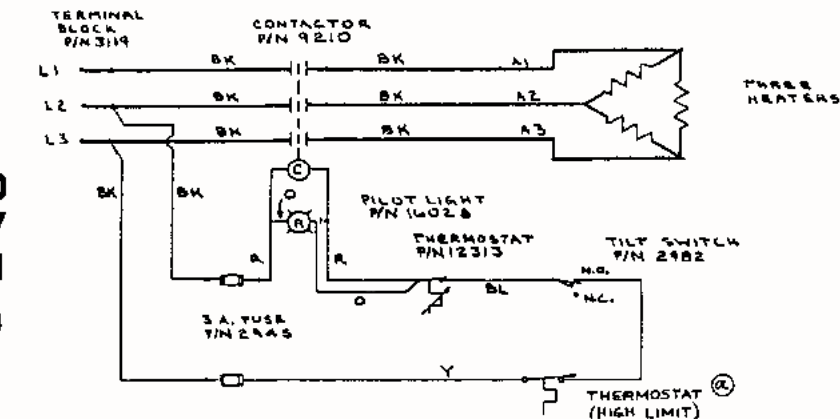 TERMINAL
BLOCK
P/N 3119
CONTACTOR
P/N 9210
L1
BK
BK
A1
L2
BK
BK
A2
L3
BK
BK
A3
THREE
HEATERS
C
BK
BK
O
R
PILOT LIGHT
P/N 16028
THERMOSTAT
P/N 12313
TILT SWITCH
P/N 2982
R
R
O
BL
N.O.
N.C.
3 A. FUSE
P/N 2945
Y
THERMOSTAT
(HIGH LIMIT)